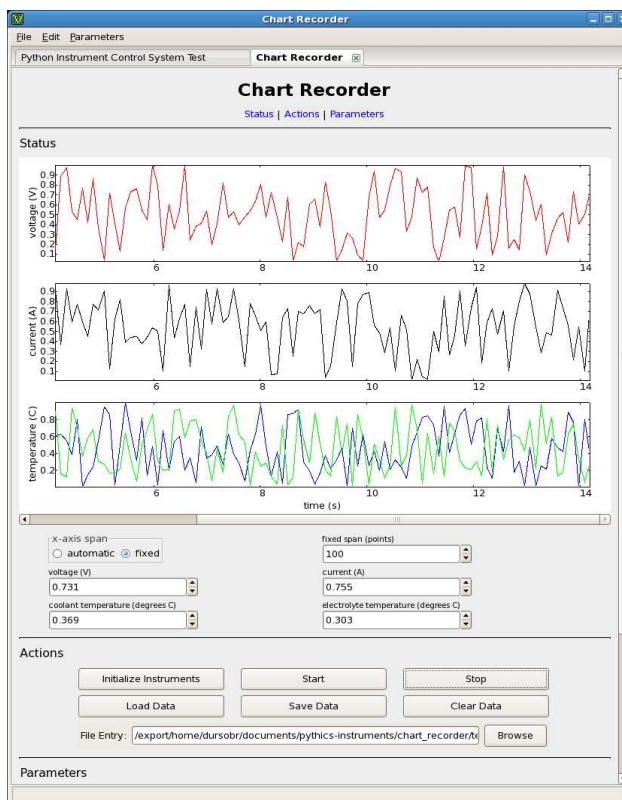 Chart Recorder
File Edit Parameters
Python Instrument Control System Test Chart Recorder
Chart Recorder
Status | Actions | Parameters
Status
voltage (V)
0.9
0.8
0.7
0.6
0.5
0.4
0.3
0.2
0.1
6 8 10 12 14
current (A)
0.9
0.8
0.7
0.6
0.5
0.4
0.3
0.2
0.1
6 8 10 12 14
temperature (C)
0.8
0.6
0.4
0.2
6 8 10 12 14
time (s)
x-axis span fixed span (points)
automatic fixed 100
voltage (V) current (A)
0.731 0.755
coolant temperature (degrees C) electrolyte temperature (degrees C)
0.369 0.303
Actions
Initialize Instruments Start Stop
Load Data Save Data Clear Data
File Entry: /export/home/dursobr/documents/pythics-instruments/chart_recorder/te Browse
Parameters